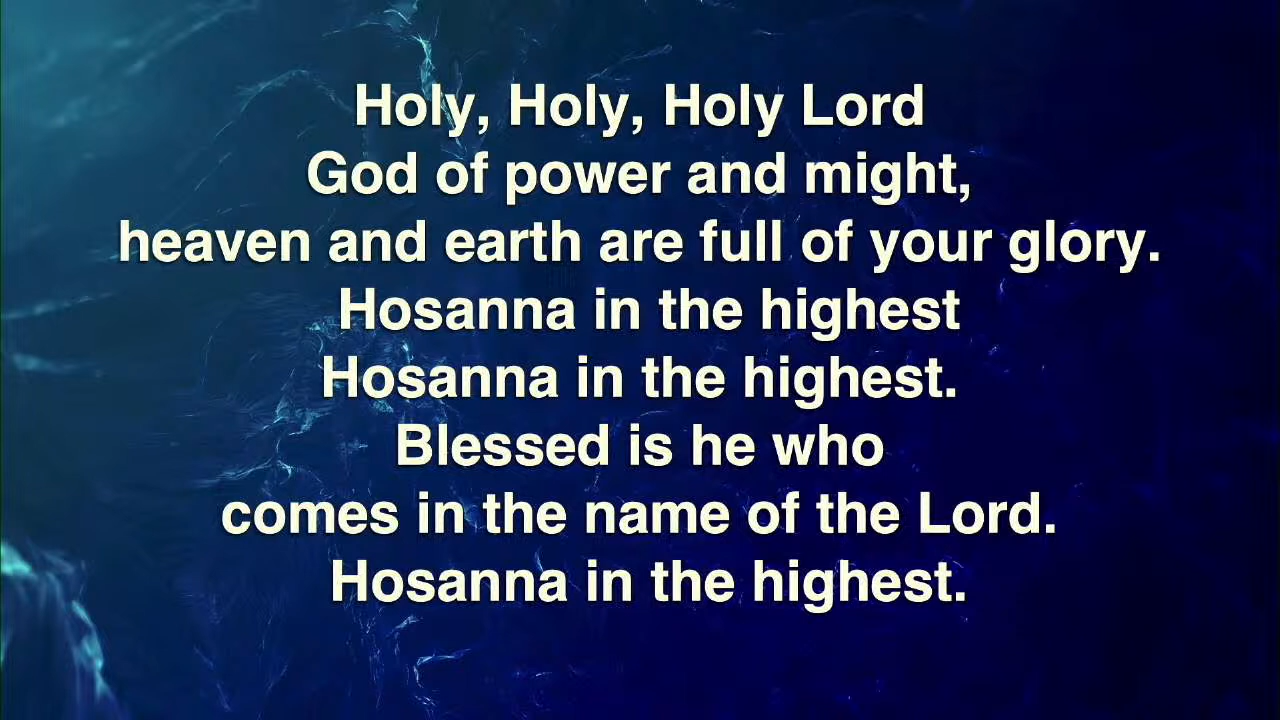 Holy, Holy, Holy Lord
God of power and might,
heaven and earth are full of your glory.
Hosanna in the highest
Hosanna in the highest.
Blessed is he who
comes in the name of the Lord.
Hosanna in the highest.